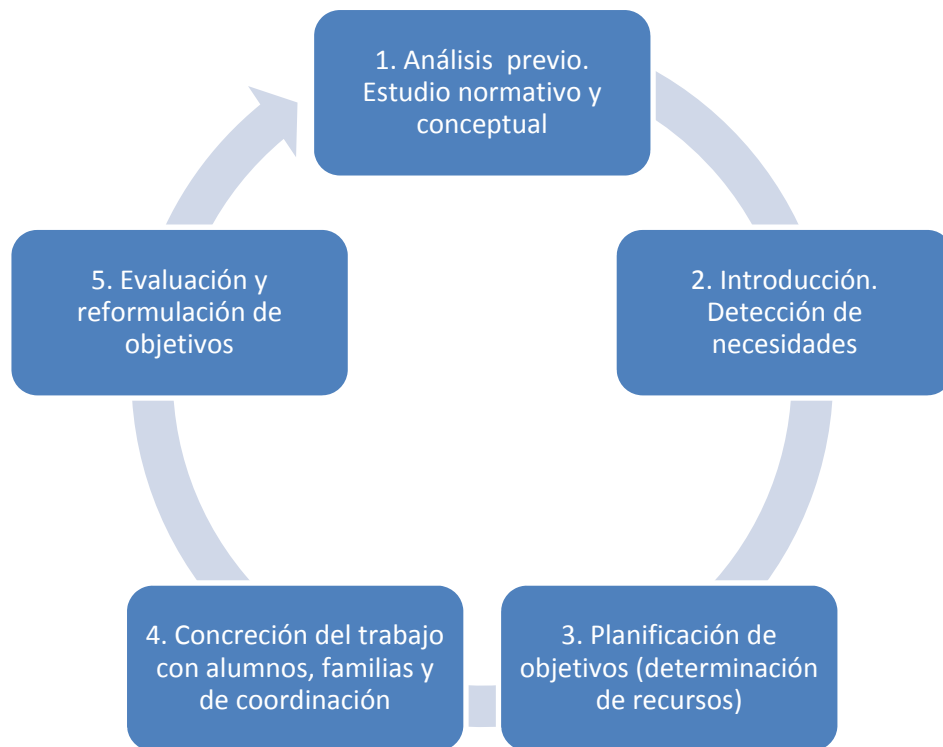 1. Análisis previo.
Estudio normativo y
conceptual
2. Introducción.
Detección de
necesidades
3. Planificación de
objetivos (determinación
de recursos)
4. Concreción del trabajo
con alumnos, familias y
de coordinación
5. Evaluación y
reformulación de
objetivos